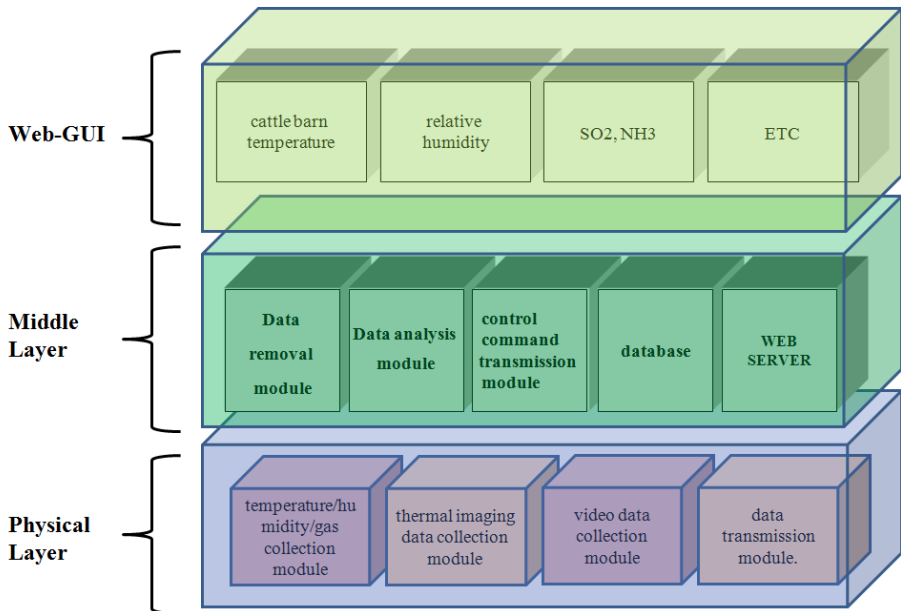 Web-GUI
cattle barn
temperature
relative
humidity
SO2, NH3
ETC
Middle
Layer
Data
removal
module
Data analysis
module
control
command
transmission
module
database
WEB
SERVER
Physical
Layer
temperature/hu
midity/gas
collection
module
thermal imaging
data collection
module
video data
collection
module
data
transmission
module.